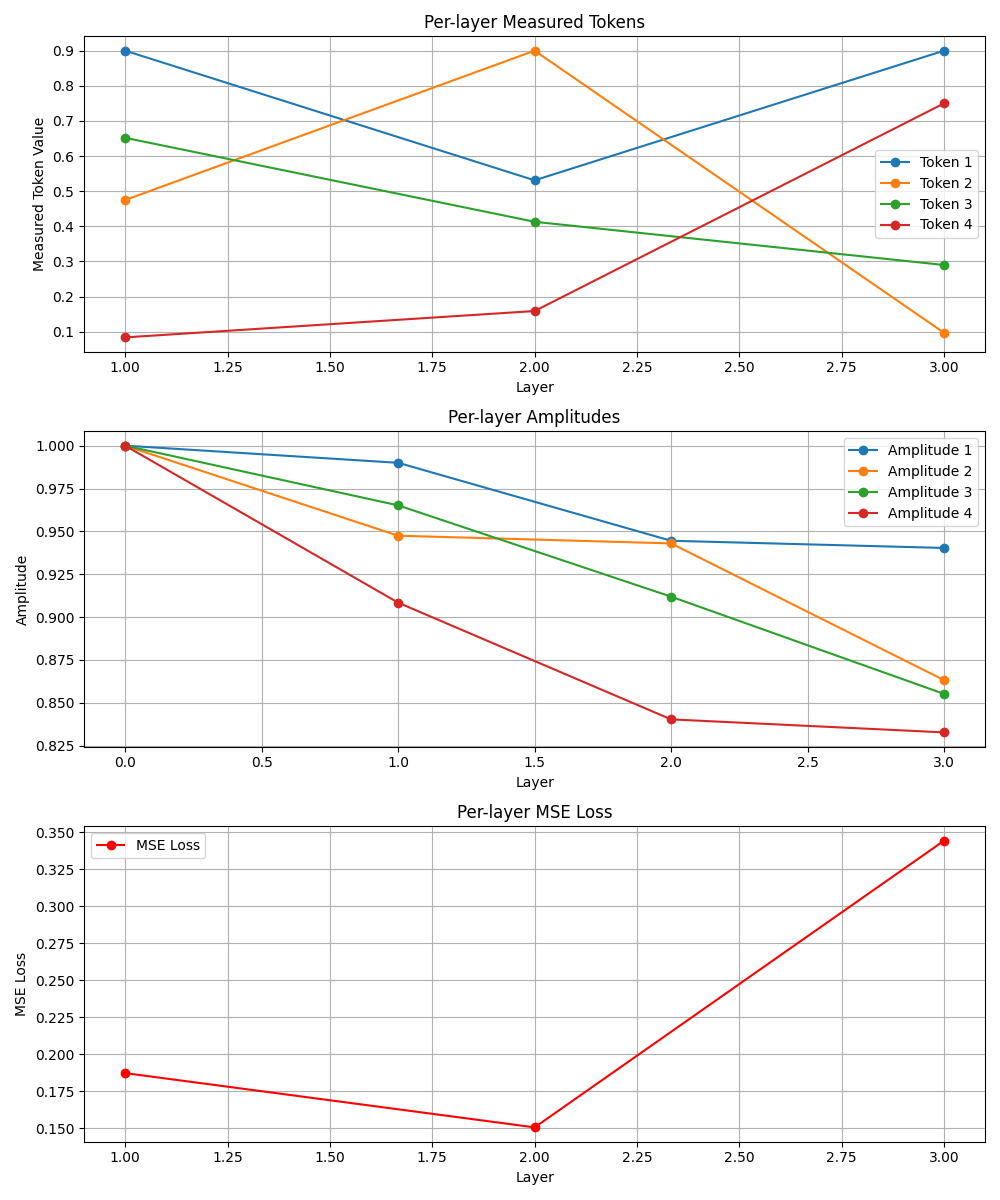 Per-layer Measured Tokens
Measured Token Value
0.9
0.8
0.7
0.6
0.5
0.4
0.3
0.2
0.1
Token 1
Token 2
Token 3
Token 4
1.00 1.25 1.50 1.75 2.00 2.25 2.50 2.75 3.00
Layer
Per-layer Amplitudes
Amplitude
1.000
0.975
0.950
0.925
0.900
0.875
0.850
0.825
Amplitude 1
Amplitude 2
Amplitude 3
Amplitude 4
0.0 0.5 1.0 1.5 2.0 2.5 3.0
Layer
Per-layer MSE Loss
MSE Loss
0.350
0.325
0.300
0.275
0.250
0.225
0.200
0.175
0.150
MSE Loss
1.00 1.25 1.50 1.75 2.00 2.25 2.50 2.75 3.00
Layer